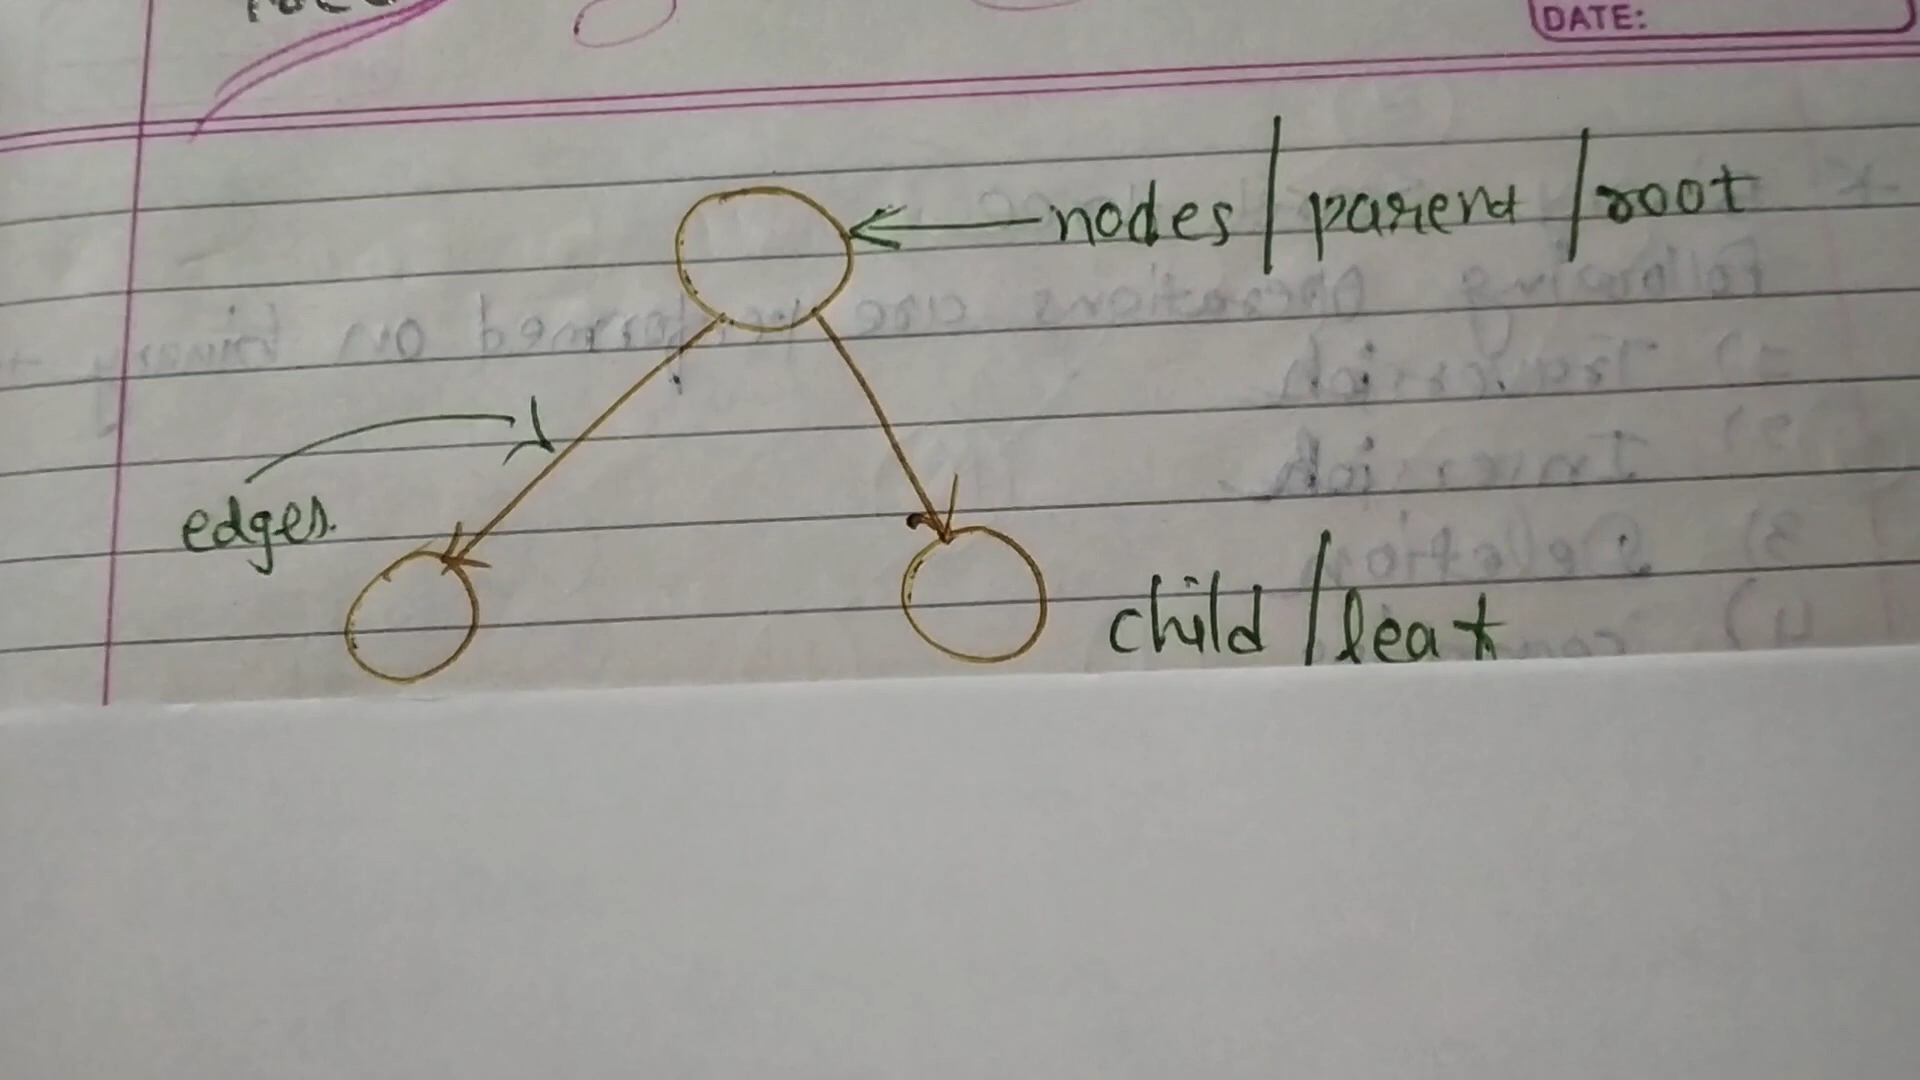 DATE:
nodes / parent / root
edges.
child / leaf